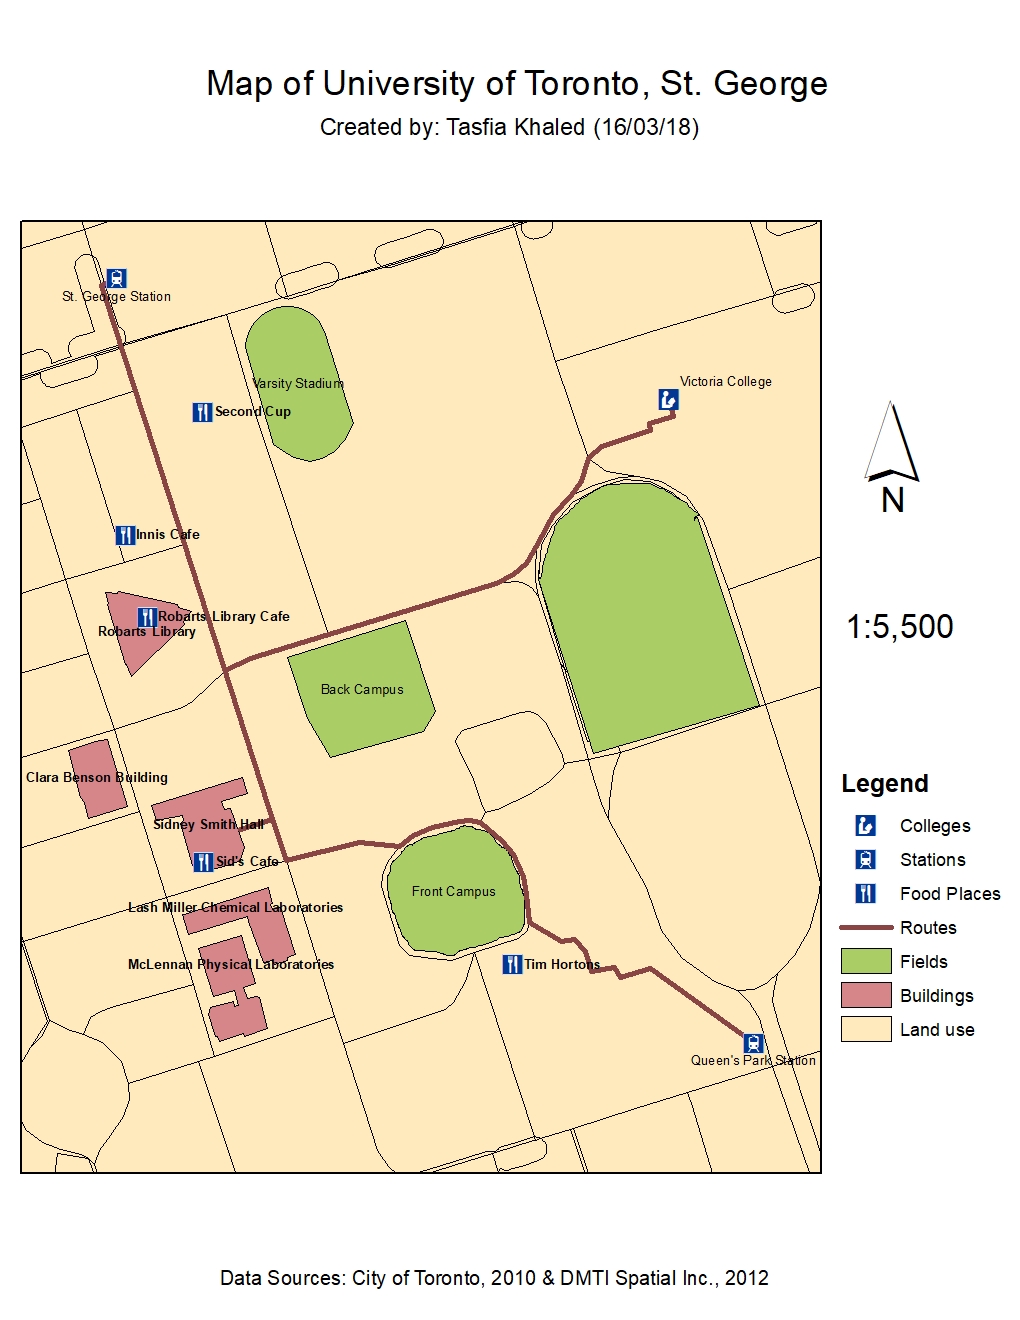 Map of University of Toronto, St. George
Created by: Tasfia Khaled (16/03/18)
St. George Station
Varsity Stadium
Second Cup
Victoria College
Innis Cafe
Robarts Library Cafe
Robarts Library
Back Campus
Clara Benson Building
Sidney Smith Hall
Sid's Cafe
Front Campus
Lash Miller Chemical Laboratories
McLennan Physical Laboratories
Tim Hortons
Queen's Park Station
N
1:5,500
Legend
Colleges
Stations
Food Places
Routes
Fields
Buildings
Land use
Data Sources: City of Toronto, 2010 & DMTI Spatial Inc., 2012